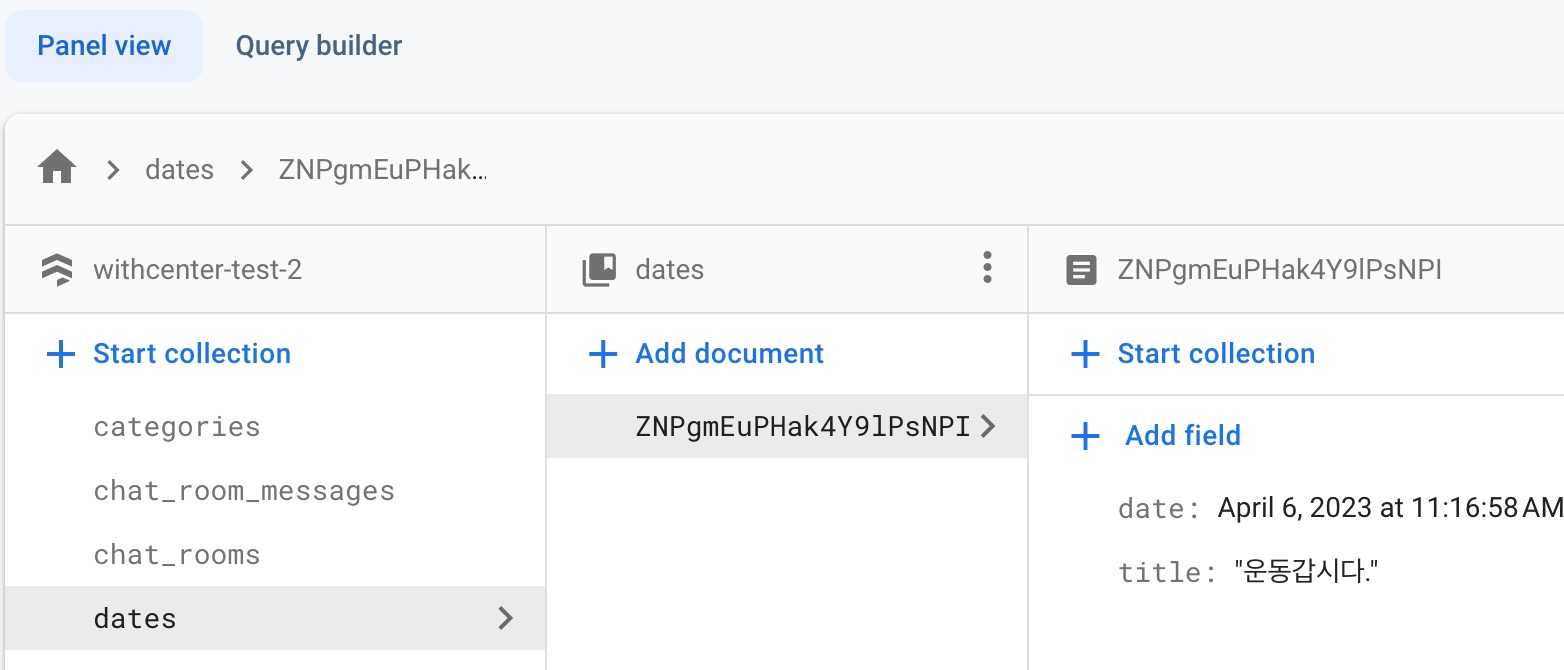 Panel view Query builder
dates ZNPgmEuPHak...
withcenter-test-2 dates ZNPgmEuPHak4Y9lPsNPI
+ Start collection + Add document + Start collection
categories ZNPgmEuPHak4Y9lPsNPI
+ Add field
chat_room_messages
date: April 6, 2023 at 11:16:58 AM
chat_rooms
title: "운동갑시다."
dates